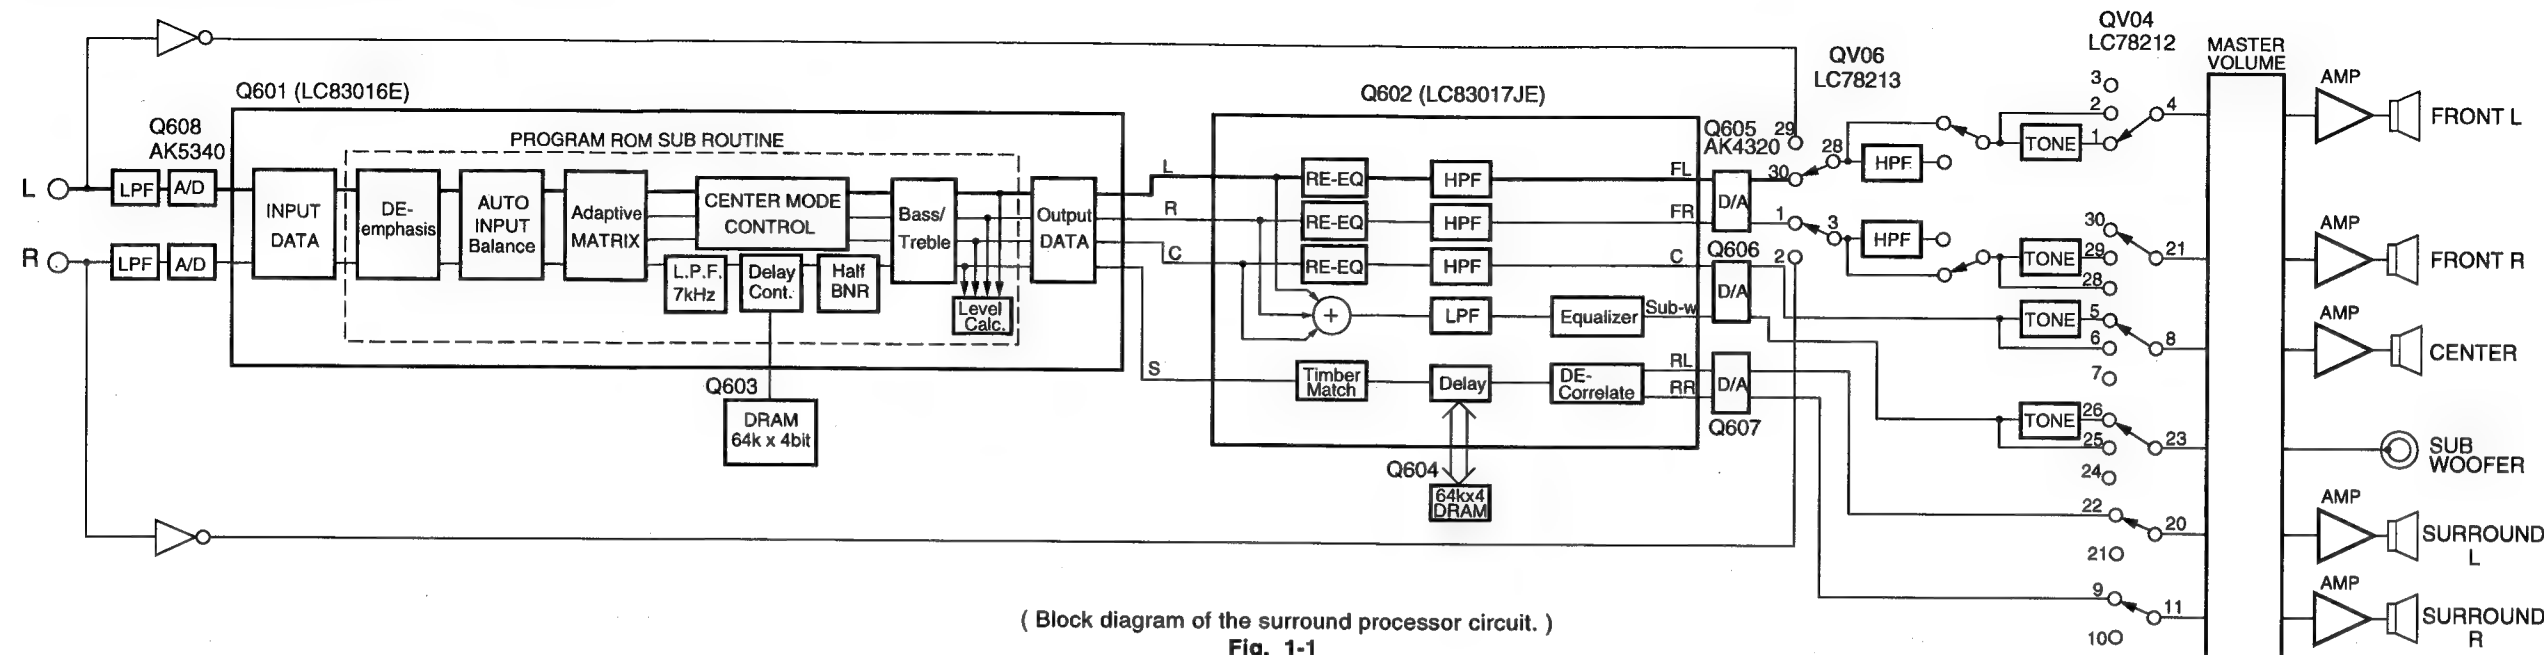 QV04
LC78212
MASTER
VOLUME
QV06
LC78213
Q601 (LC83016E)
Q602 (LC83017JE)
Q608
AK5340
PROGRAM ROM SUB ROUTINE
L
LPF
A/D
R
LPF
A/D
INPUT
DATA
DE-
emphasis
AUTO
INPUT
Balance
Adaptive
MATRIX
CENTER MODE
CONTROL
L.P.F.
7kHz
Delay
Cont.
Half
BNR
Bass/
Treble
Level
Calc.
Output
DATA
Q603
DRAM
64k x 4bit
L
R
C
S
RE-EQ
HPF
FL
RE-EQ
HPF
FR
RE-EQ
HPF
C
+
LPF
Equalizer
Sub-w
Timber
Match
Delay
DE-
Correlate
RL
RR
Q604
64kx4
DRAM
Q605
AK4320
D/A
Q606
D/A
D/A
Q607
29
30
28
1
2
3
HPF
HPF
TONE
3
2
1
4
TONE
30
29
28
21
TONE
5
6
7
8
TONE
26
25
24
23
22
21
20
9
10
11
AMP
FRONT L
AMP
FRONT R
AMP
CENTER
SUB
WOOFER
AMP
SURROUND
L
AMP
SURROUND
R
( Block diagram of the surround processor circuit. )
Fig. 1-1